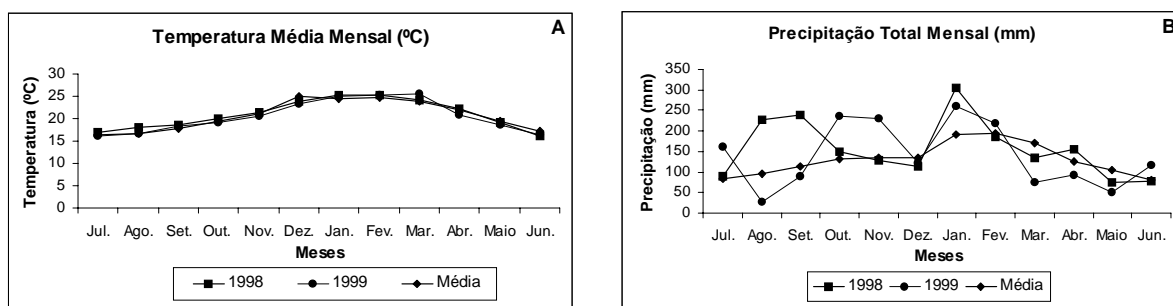 A
Temperatura Média Mensal (ºC)
30
25
20
15
10
5
0
Temperatura (ºC)
Jul. Ago. Set. Out. Nov. Dez. Jan. Fev. Mar. Abr. Maio Jun.
Meses
1998 1999 Média
B
Precipitação Total Mensal (mm)
350
300
250
200
150
100
50
0
Precipitação (mm)
Jul. Ago. Set. Out. Nov. Dez. Jan. Fev. Mar. Abr. Maio Jun.
Meses
1998 1999 Média